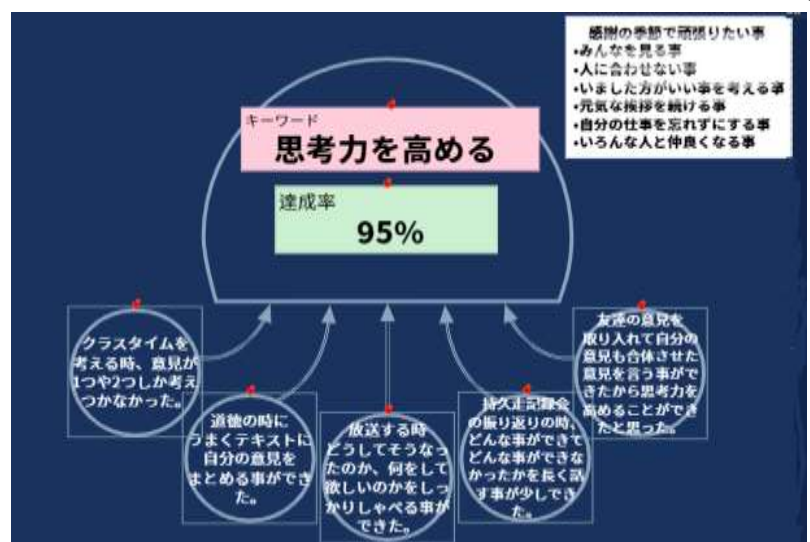 感謝の季節で頑張りたい事
•みんなを見る事
•人に合わせない事
•いました方がいい事を考える事
•元気な挨拶を続ける事
•自分の仕事を忘れずにする事
•いろんな人と仲良くなる事
キーワード
思考力を高める
達成率
95%
クラスタイムを
考える時、意見が
1つや2つしか考え
つかなかった。
道徳の時に
うまくテキストに
自分の意見を
まとめる事ができ
た。
放送する時
どうしてそうなっ
たのか、何をして
欲しいのかをしっ
かりしゃべる事が
できた。
持久走記録会
の振り返りの時、
どんな事ができて
どんな事ができな
かったかを長く話
す事が少しでき
た。
友達の意見を
取り入れて自分の
意見も合体させた
意見を言う事がで
きたから思考力を
高めることができ
たと思った。